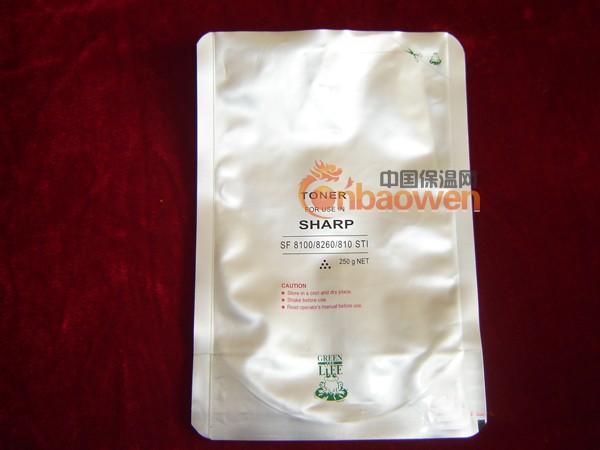 中国保温网
cnbaowen
TONER
FOR USE IN
SHARP
SF 8100/8260/810 STI
250 g NET
CAUTION
Store in a cool and dry place.
Shake before use.
Read operator's manual before use.
GREEN
LIFE